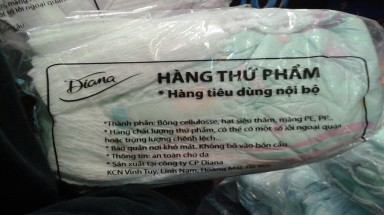 Diana
HÀNG THỨ PHẨM
* Hàng tiêu dùng nội bộ
*Thành phần: Bông cellulosse, hạt siêu thấm, màng PE, PP...
* Hàng chất lượng thứ phẩm, có thể có một số lỗi ngoại quan
hoặc trọng lượng chênh lệch...
* Bảo quản nơi khô mát. Không bỏ vào bồn cầu
* Thông tin: an toàn cho da
* Sản xuất tại công ty CP Diana
KCN Vĩnh Tuy, Lĩnh Nam, Hoàng Mai